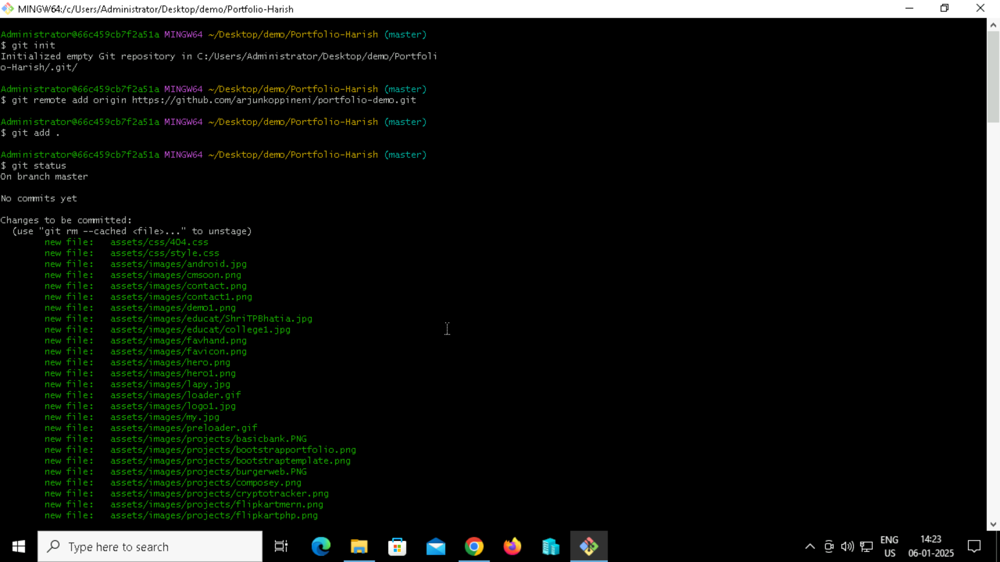 MINGW64:/c/Users/Administrator/Desktop/demo/Portfolio-Harish
Administrator@66c459cb7f2a51a MINGW64 ~/Desktop/demo/Portfolio-Harish (master)
$ git init
Initialized empty Git repository in C:/Users/Administrator/Desktop/demo/Portfoli
o-Harish/.git/
Administrator@66c459cb7f2a51a MINGW64 ~/Desktop/demo/Portfolio-Harish (master)
$ git remote add origin https://github.com/arjunkoppineni/portfolio-demo.git
Administrator@66c459cb7f2a51a MINGW64 ~/Desktop/demo/Portfolio-Harish (master)
$ git add .
Administrator@66c459cb7f2a51a MINGW64 ~/Desktop/demo/Portfolio-Harish (master)
$ git status
On branch master
No commits yet
Changes to be committed:
  (use "git rm --cached <file>..." to unstage)
        new file:   assets/css/404.css
        new file:   assets/css/style.css
        new file:   assets/images/android.jpg
        new file:   assets/images/cmsoon.png
        new file:   assets/images/contact.png
        new file:   assets/images/contact1.png
        new file:   assets/images/demo1.png
        new file:   assets/images/educat/ShriTPBhatia.jpg
        new file:   assets/images/educat/college1.jpg
        new file:   assets/images/favhand.png
        new file:   assets/images/favicon.png
        new file:   assets/images/hero.png
        new file:   assets/images/hero1.png
        new file:   assets/images/lapy.jpg
        new file:   assets/images/loader.gif
        new file:   assets/images/logo1.jpg
        new file:   assets/images/my.jpg
        new file:   assets/images/preloader.gif
        new file:   assets/images/projects/basicbank.PNG
        new file:   assets/images/projects/bootstrapportfolio.png
        new file:   assets/images/projects/bootstraptemplate.png
        new file:   assets/images/projects/burgerweb.PNG
        new file:   assets/images/projects/composey.png
        new file:   assets/images/projects/cryptotracker.png
        new file:   assets/images/projects/flipkartmern.png
        new file:   assets/images/projects/flipkartphp.png
Type here to search
ENG
US
14:23
06-01-2025